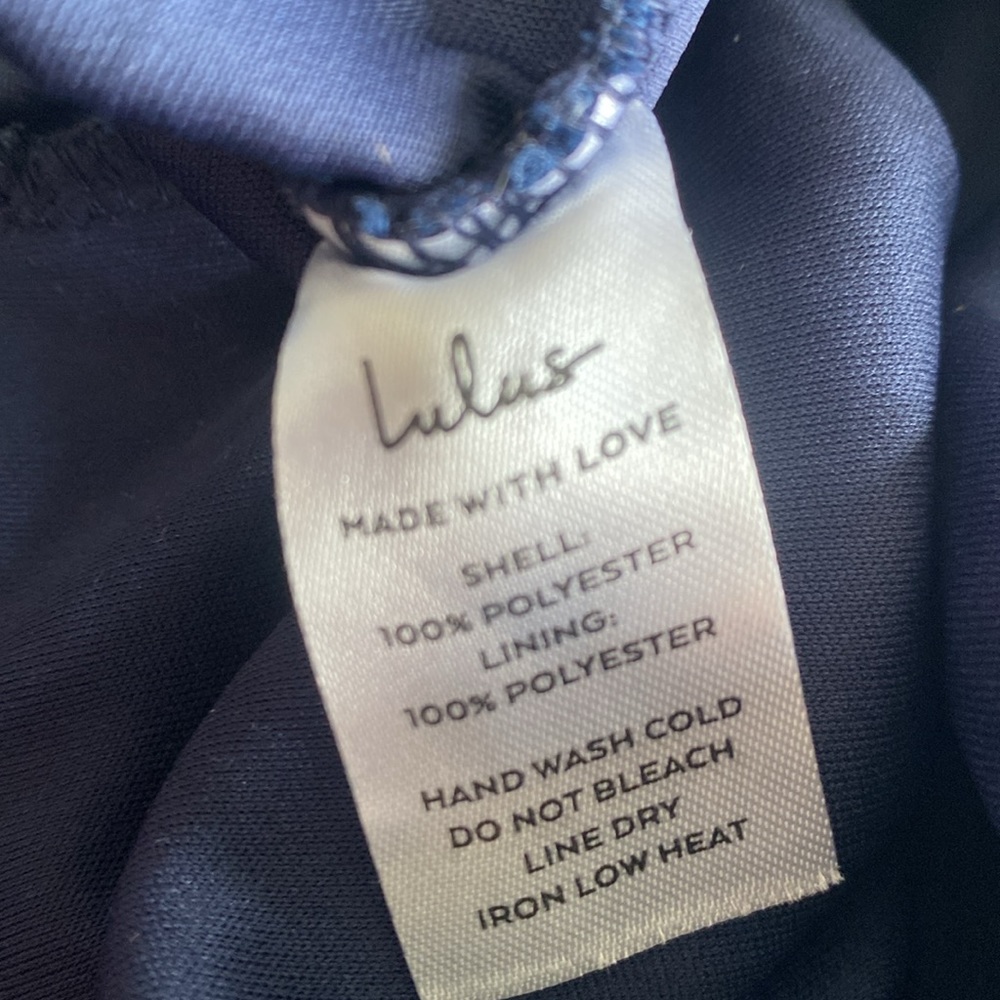 Lulus
MADE WITH LOVE
SHELL:
100% POLYESTER
LINING:
100% POLYESTER
HAND WASH COLD
DO NOT BLEACH
LINE DRY
IRON LOW HEAT